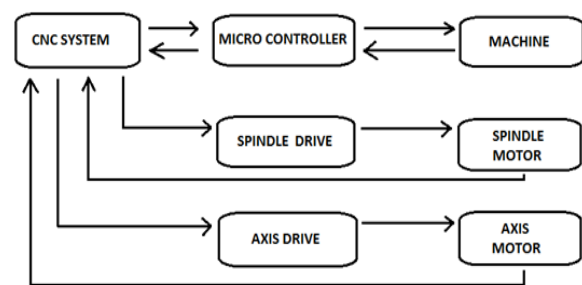 CNC SYSTEM
MICRO CONTROLLER
MACHINE
SPINDLE DRIVE
SPINDLE
MOTOR
AXIS DRIVE
AXIS
MOTOR